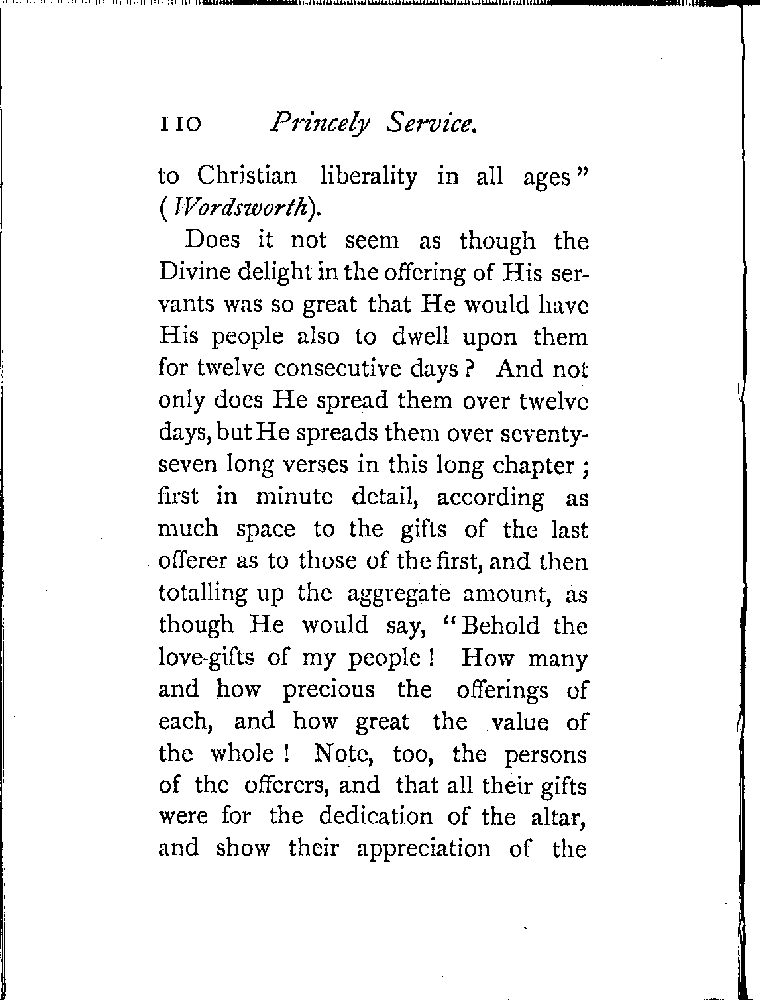 110 Princely Service.
to Christian liberality in all ages"
(Wordsworth).
Does it not seem as though the
Divine delight in the offering of His ser-
vants was so great that He would have
His people also to dwell upon them
for twelve consecutive days? And not
only does He spread them over twelve
days, but He spreads them over seventy-
seven long verses in this long chapter;
first in minute detail, according as
much space to the gifts of the last
offerer as to those of the first, and then
totalling up the aggregate amount, as
though He would say, "Behold the
love-gifts of my people! How many
and how precious the offerings of
each, and how great the value of
the whole! Note, too, the persons
of the offerers, and that all their gifts
were for the dedication of the altar,
and show their appreciation of the